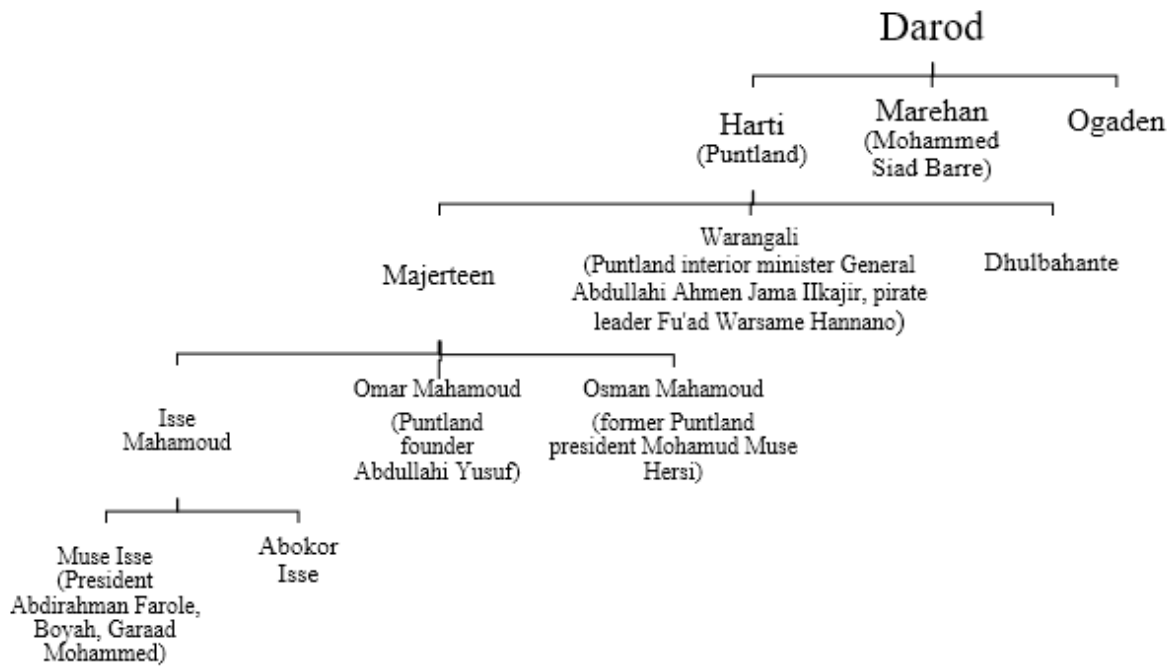 Darod
Harti
(Puntland)
Marehan
(Mohammed
Siad Barre)
Ogaden
Majerteen
Warangali
(Puntland interior minister General
Abdullahi Ahmen Jama IIkajir, pirate
leader Fu'ad Warsame Hannano)
Dhulbahante
Isse
Mahamoud
Omar Mahamoud
(Puntland
founder
Abdullahi Yusuf)
Osman Mahamoud
(former Puntland
president Mohamud Muse
Hersi)
Muse Isse
(President
Abdirahman Farole,
Boyah, Garaad
Mohammed)
Abokor
Isse